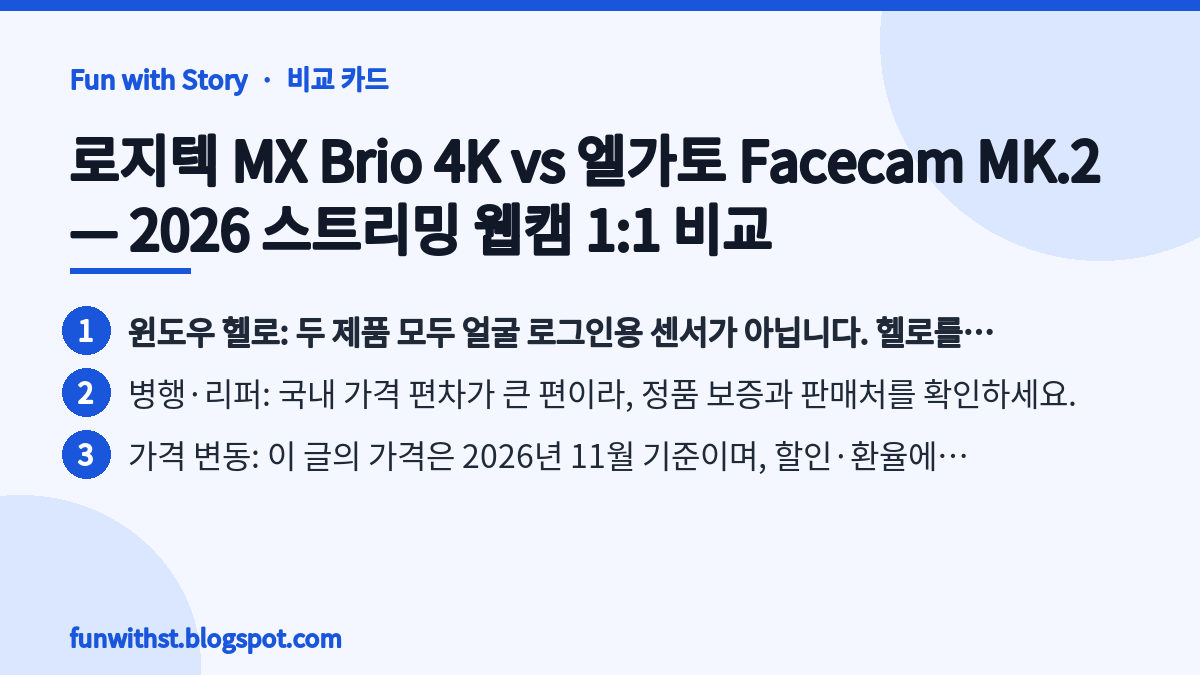 Fun with Story · 비교 카드
로지텍 MX Brio 4K vs 엘가토 Facecam MK.2
— 2026 스트리밍 웹캠 1:1 비교
1 윈도우 헬로: 두 제품 모두 얼굴 로그인용 센서가 아닙니다. 헬로를…
2 병행·리퍼: 국내 가격 편차가 큰 편이라, 정품 보증과 판매처를 확인하세요.
3 가격 변동: 이 글의 가격은 2026년 11월 기준이며, 할인·환율에…
funwithst.blogspot.com